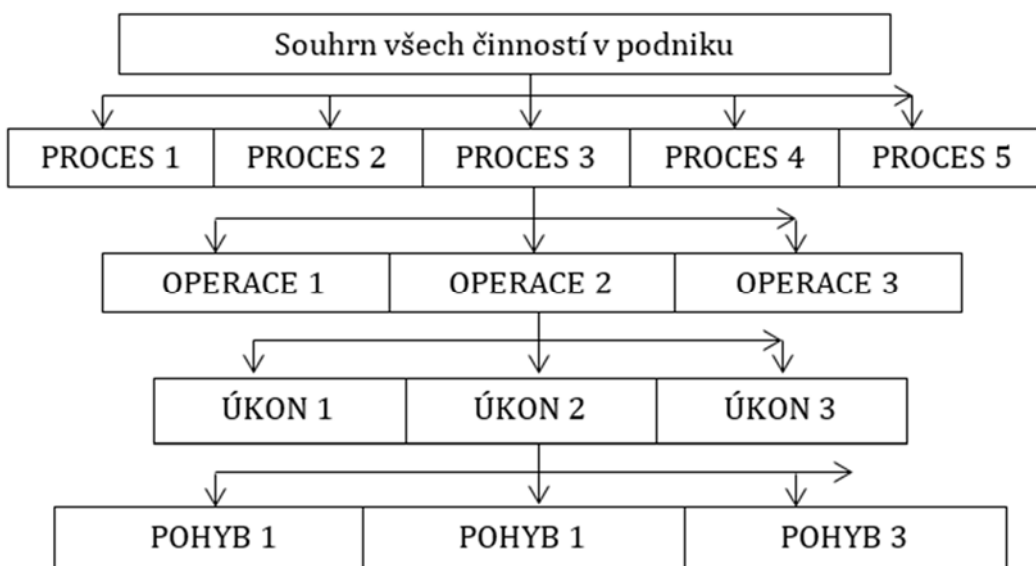 Souhrn všech činností v podniku
PROCES 1 PROCES 2 PROCES 3 PROCES 4 PROCES 5
OPERACE 1 OPERACE 2 OPERACE 3
ÚKON 1 ÚKON 2 ÚKON 3
POHYB 1 POHYB 1 POHYB 3